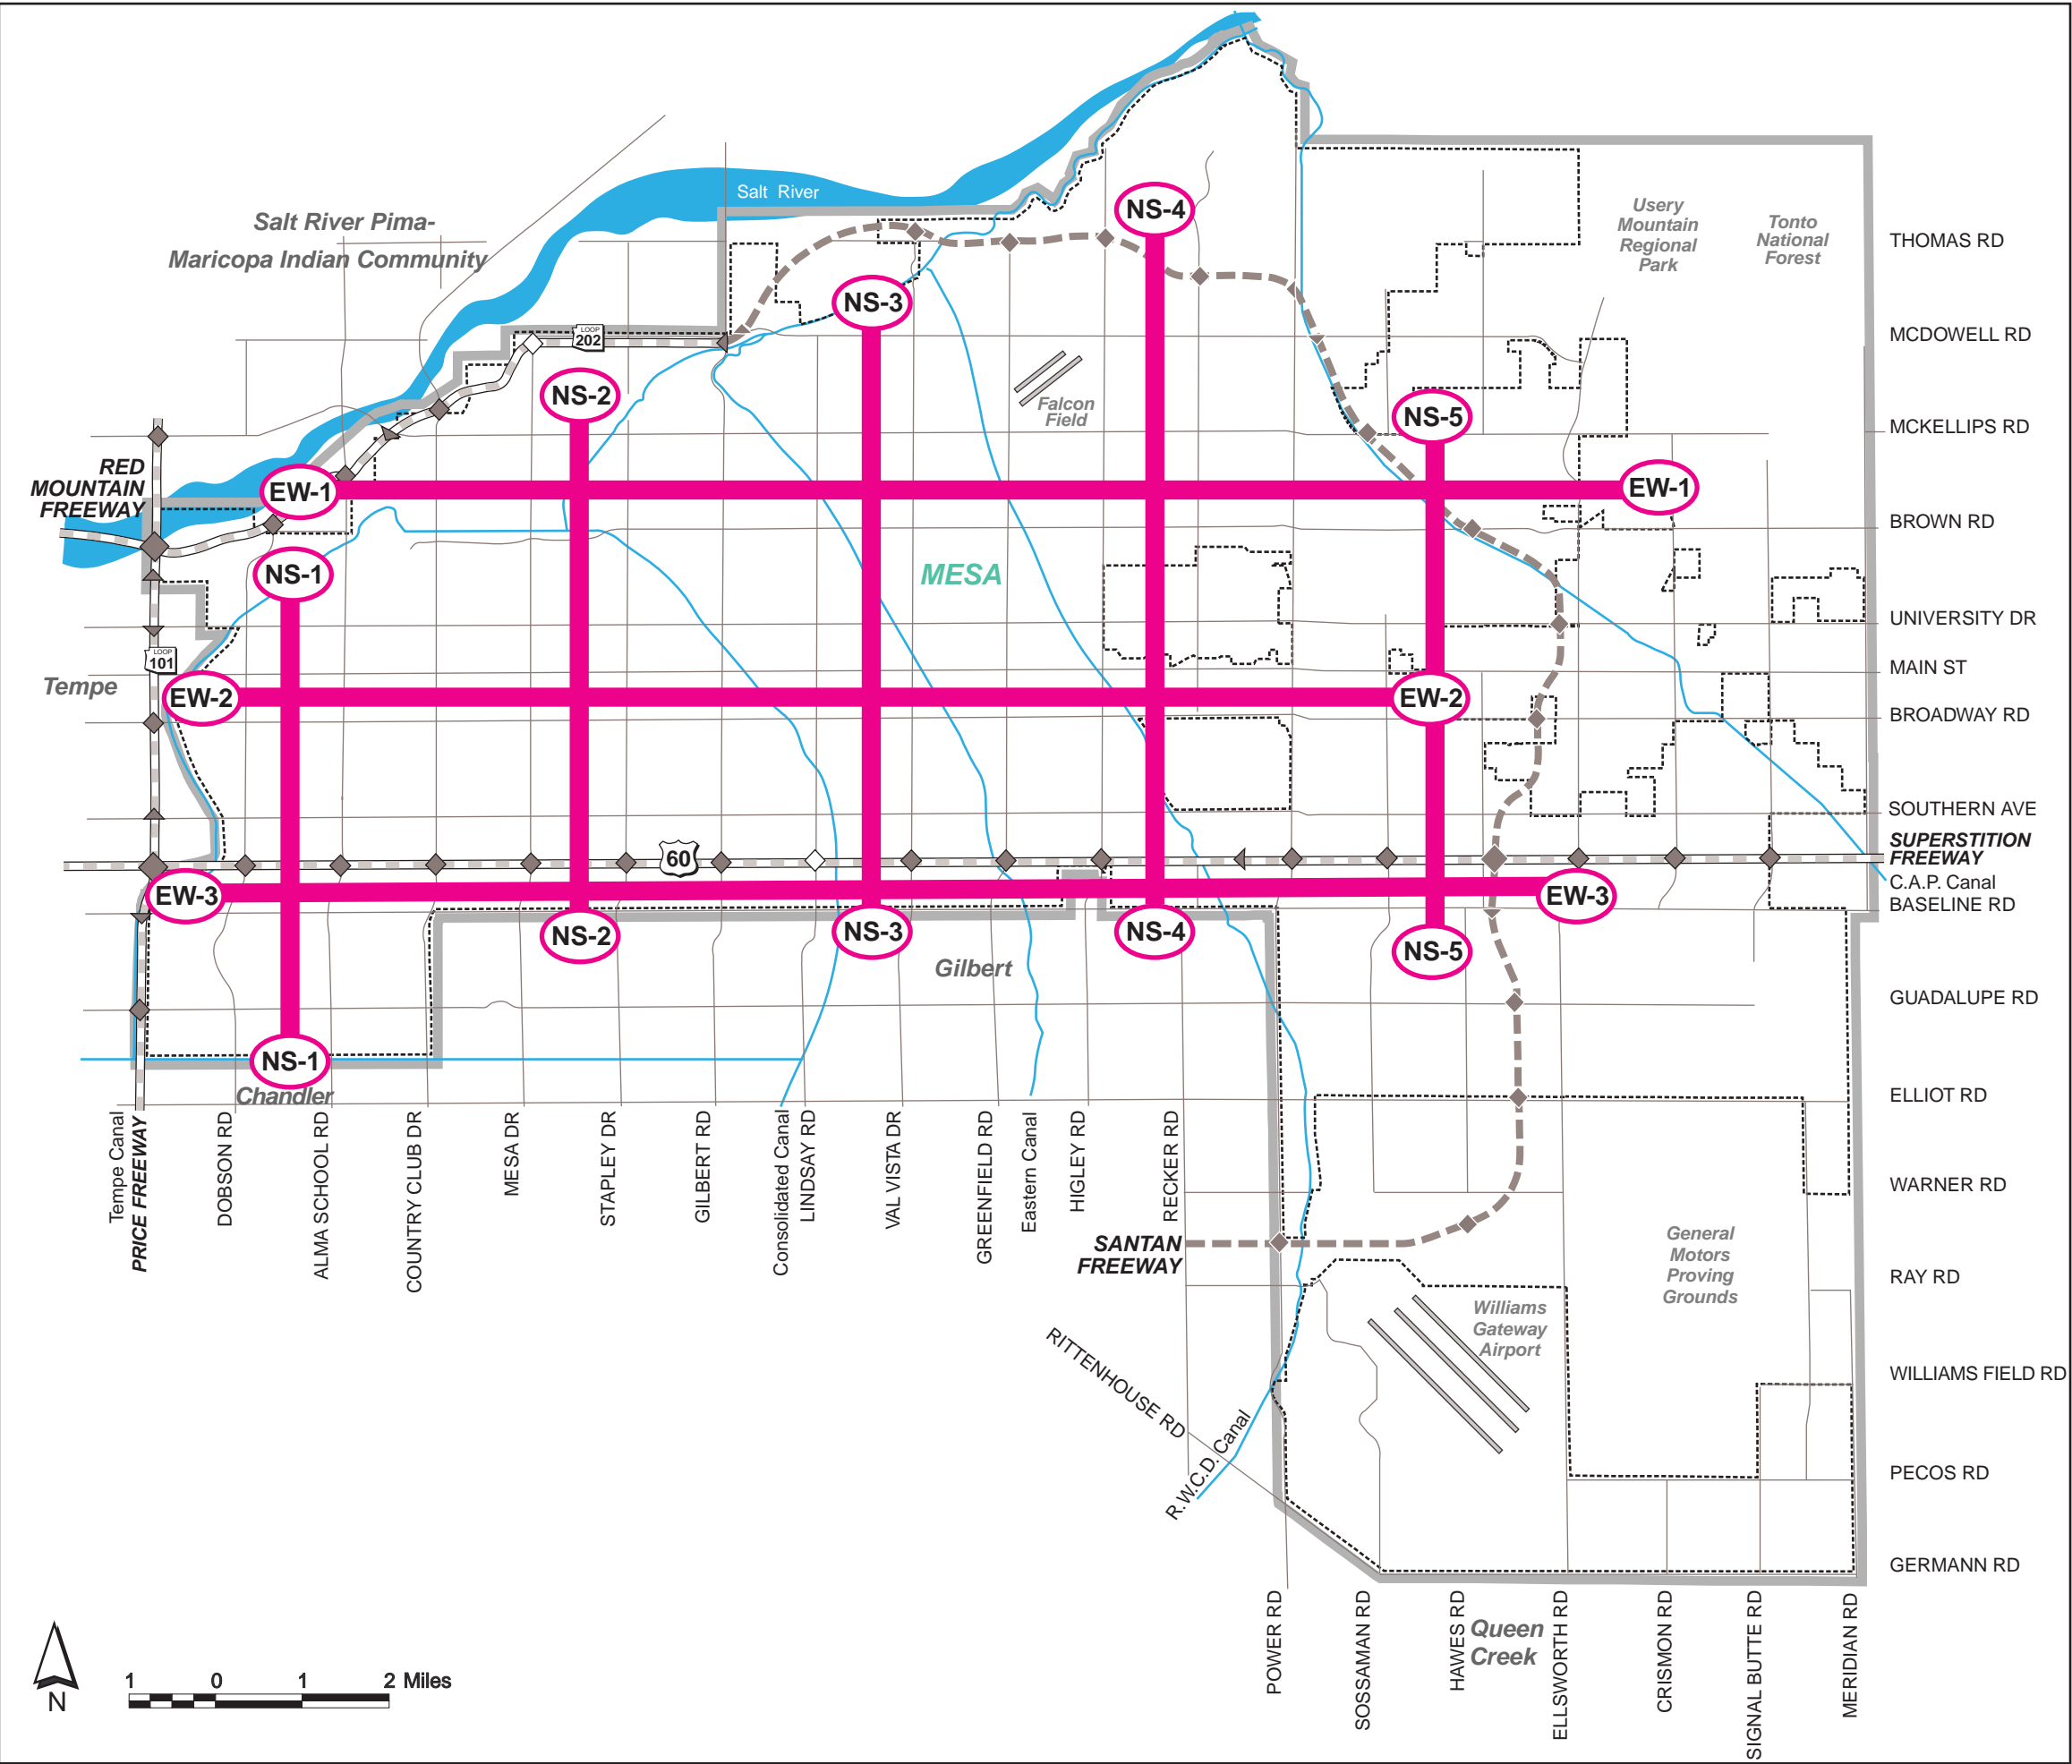 Salt River
Salt River Pima-
Maricopa Indian Community
Usery
Mountain
Regional
Park
Tonto
National
Forest
NS-4
NS-3
LOOP
202
NS-2
Falcon
Field
NS-5
RED
MOUNTAIN
FREEWAY
EW-1
EW-1
NS-1
MESA
LOOP
101
Tempe
EW-2
EW-2
60
EW-3
EW-3
NS-2
NS-3
NS-4
NS-5
Gilbert
NS-1
Chandler
THOMAS RD
MCDOWELL RD
MCKELLIPS RD
BROWN RD
UNIVERSITY DR
MAIN ST
BROADWAY RD
SOUTHERN AVE
SUPERSTITION
FREEWAY
C.A.P. Canal
BASELINE RD
GUADALUPE RD
ELLIOT RD
WARNER RD
RAY RD
WILLIAMS FIELD RD
PECOS RD
GERMANN RD
Tempe Canal
PRICE FREEWAY
DOBSON RD
ALMA SCHOOL RD
COUNTRY CLUB DR
MESA DR
STAPLEY DR
GILBERT RD
Consolidated Canal
LINDSAY RD
VAL VISTA DR
GREENFIELD RD
Eastern Canal
HIGLEY RD
RECKER RD
SANTAN
FREEWAY
General
Motors
Proving
Grounds
Williams
Gateway
Airport
RITTENHOUSE RD
R.W.C.D. Canal
POWER RD
SOSSAMAN RD
HAWES RD
Queen
Creek
ELLSWORTH RD
CRISMON RD
SIGNAL BUTTE RD
MERIDIAN RD
N
1 0 1 2 Miles